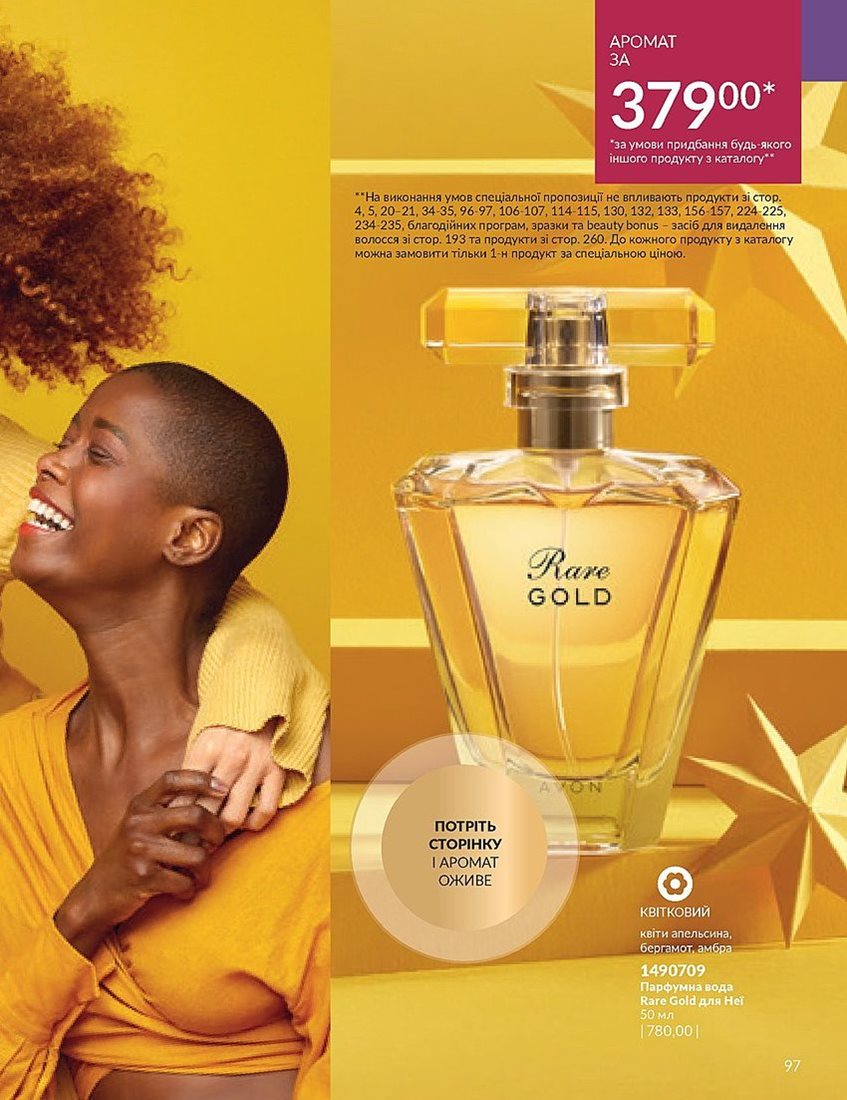 АРОМАТ
ЗА
379⁰⁰*
*за умови придбання будь-якого
іншого продукту з каталогу**
**На виконання умов спеціальної пропозиції не впливають продукти зі стор.
4, 5, 20–21, 34-35, 96-97, 106-107, 114-115, 130, 132, 133, 156-157, 224-225,
234-235, благодійних програм, зразки та beauty bonus – засіб для видалення
волосся зі стор. 193 та продукти зі стор. 260. До кожного продукту з каталогу
можна замовити тільки 1-н продукт за спеціальною ціною.
Rare
GOLD
AVON
ПОТРІТЬ
СТОРІНКУ
І АРОМАТ
ОЖИВЕ
КВІТКОВИЙ
квіти апельсина,
бергамот, амбра
1490709
Парфумна вода
Rare Gold для Неї
50 мл
| 780,00 |
97